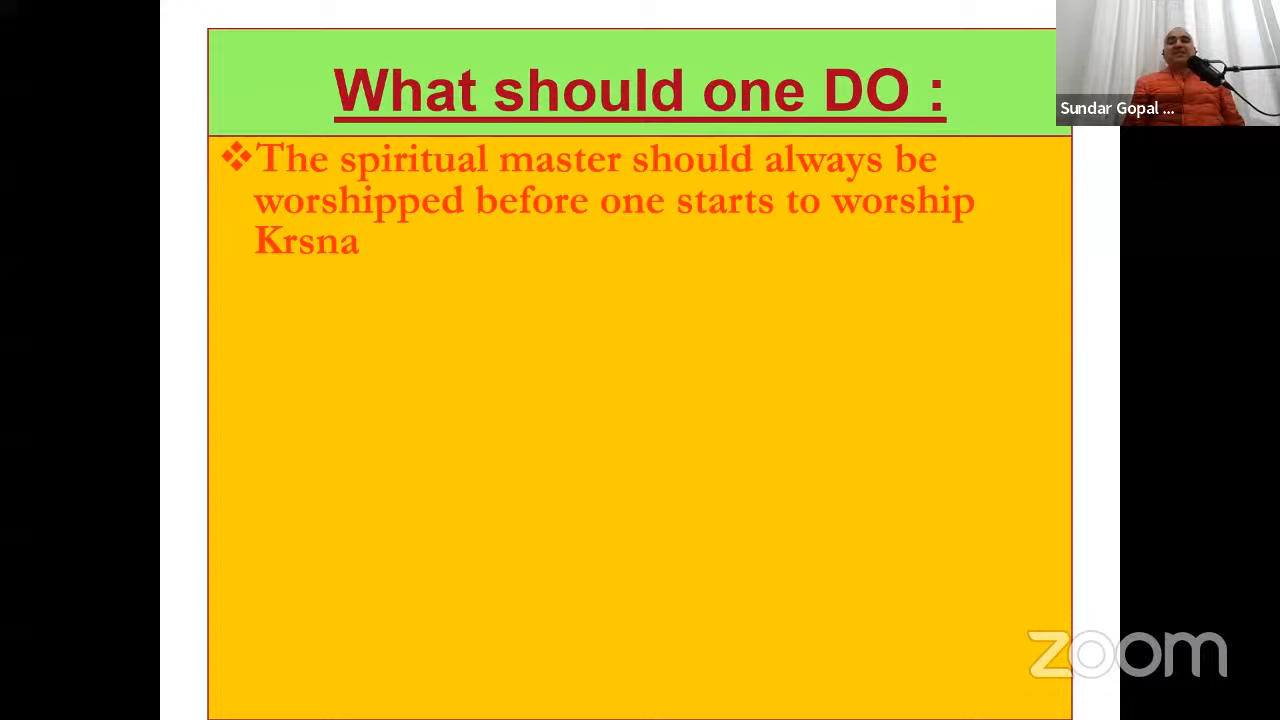 What should one DO :
Sundar Gopal ...
❖The spiritual master should always be
worshipped before one starts to worship
Krsna
zoom